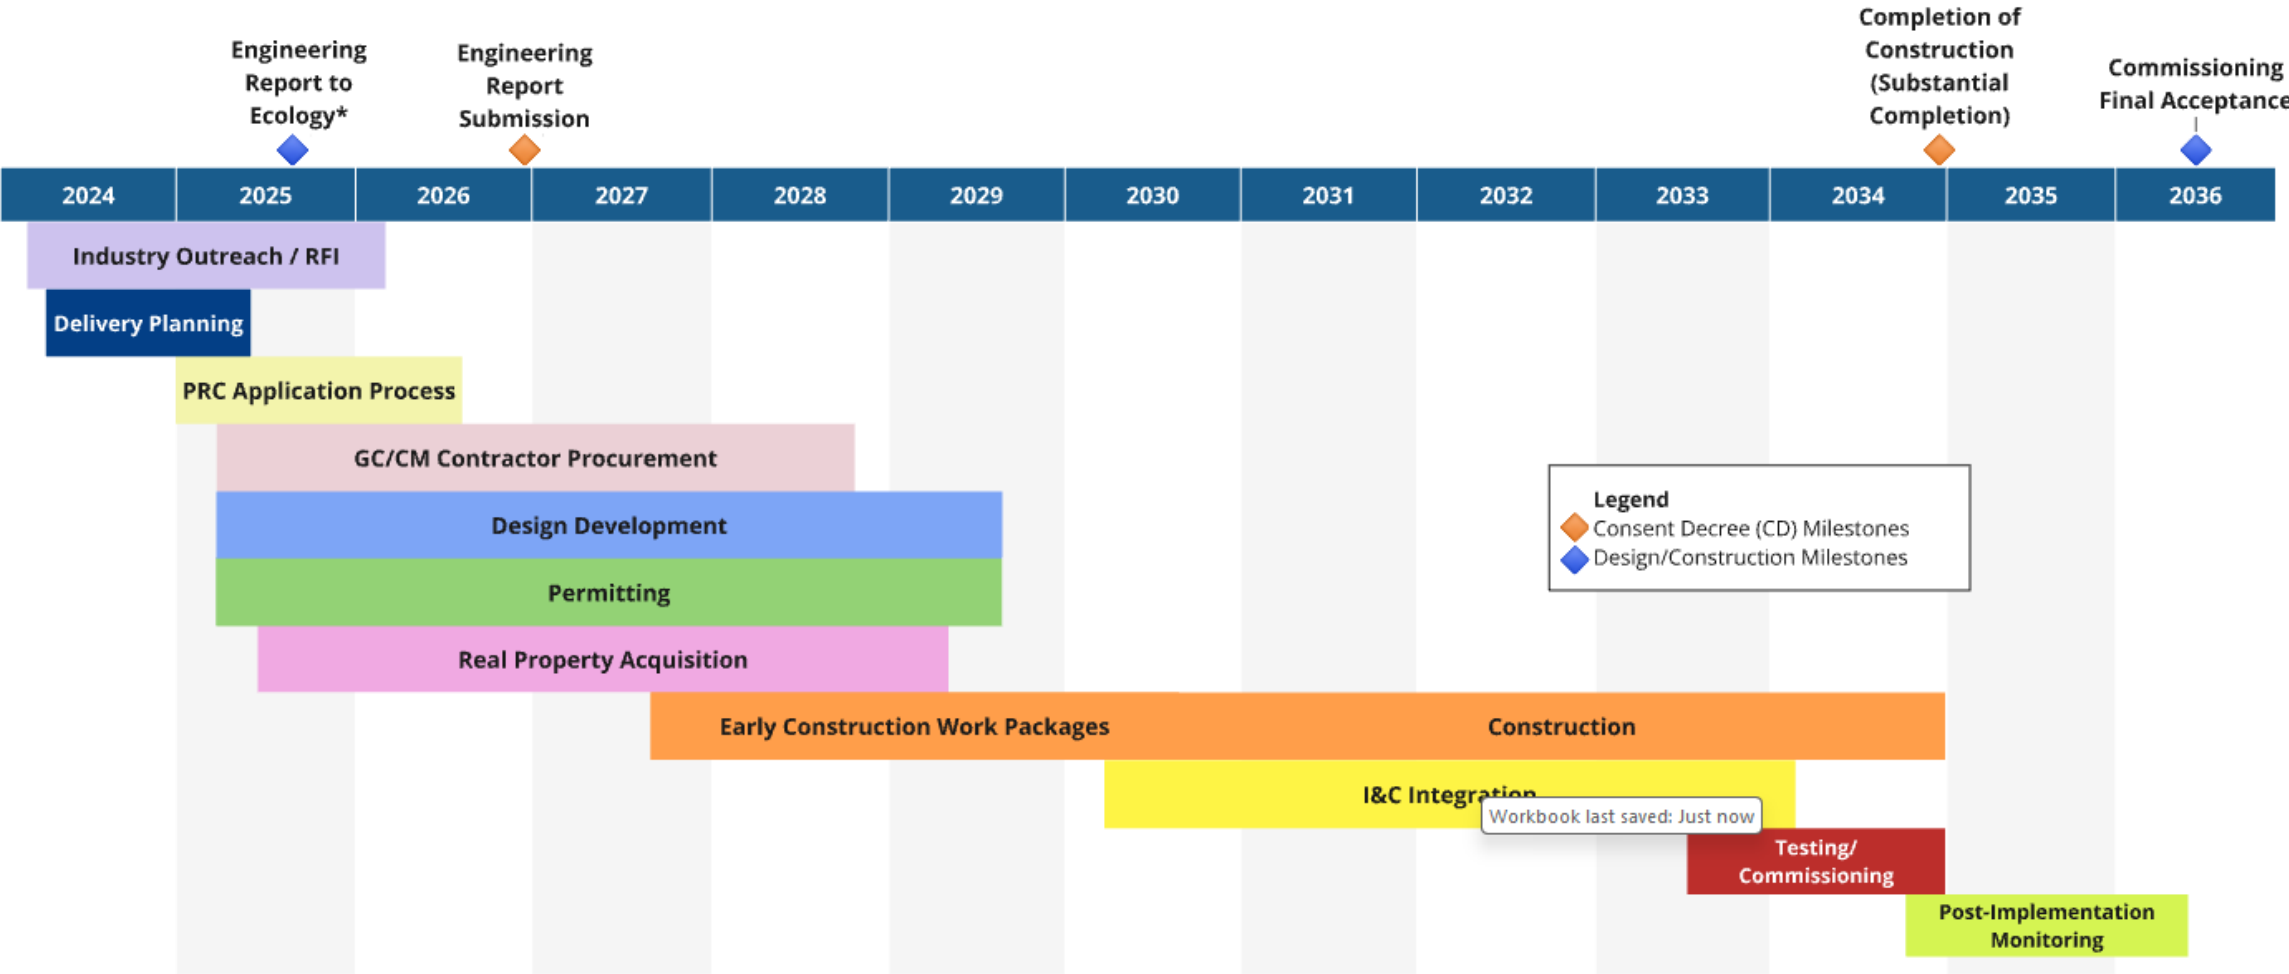 Engineering
Report to
Ecology*
Engineering
Report
Submission
Completion of
Construction
(Substantial
Completion)
Commissioning
Final Acceptance
2024 2025 2026 2027 2028 2029 2030 2031 2032 2033 2034 2035 2036
Industry Outreach / RFI
Delivery Planning
PRC Application Process
GC/CM Contractor Procurement
Legend
Consent Decree (CD) Milestones
Design/Construction Milestones
Design Development
Permitting
Real Property Acquisition
Early Construction Work Packages Construction
I&C Integration
Workbook last saved: Just now
Testing/
Commissioning
Post-Implementation
Monitoring